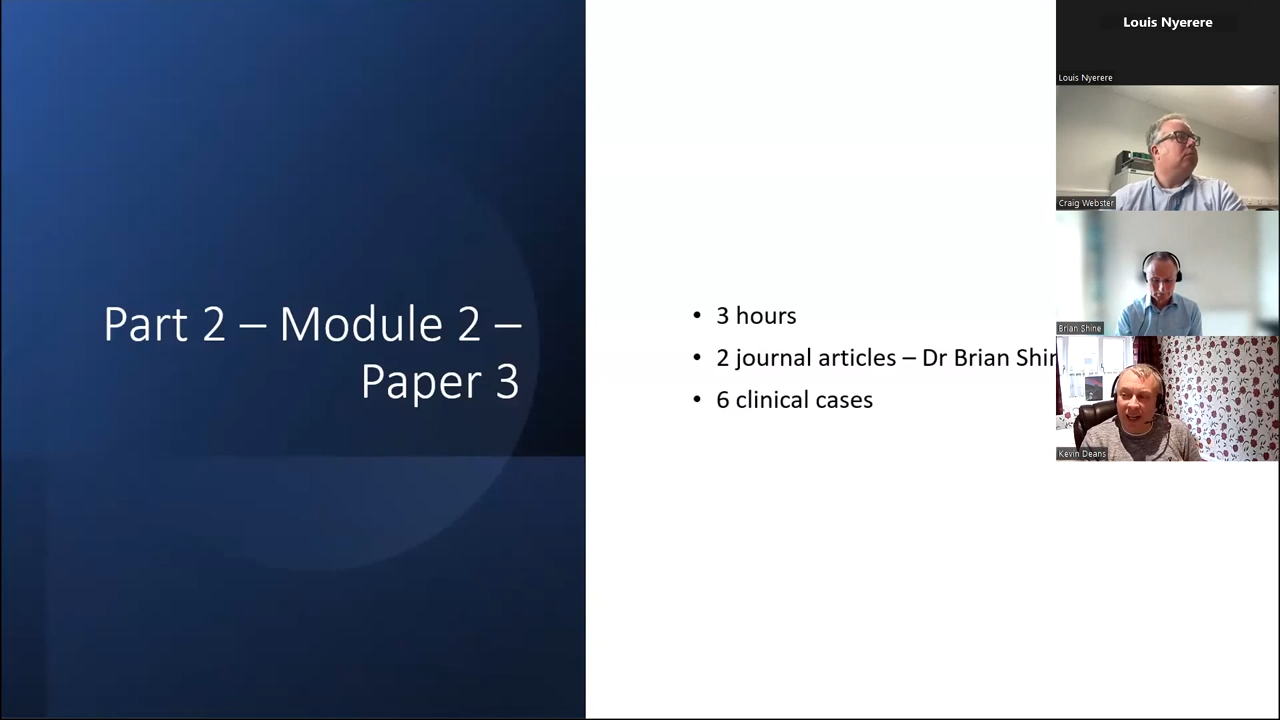 Part 2 – Module 2 –
Paper 3
• 3 hours
• 2 journal articles – Dr Brian
• 6 clinical cases
Louis Nyerere
Louis Nyerere
Craig Webster
Brian Shine
Kevin Deans